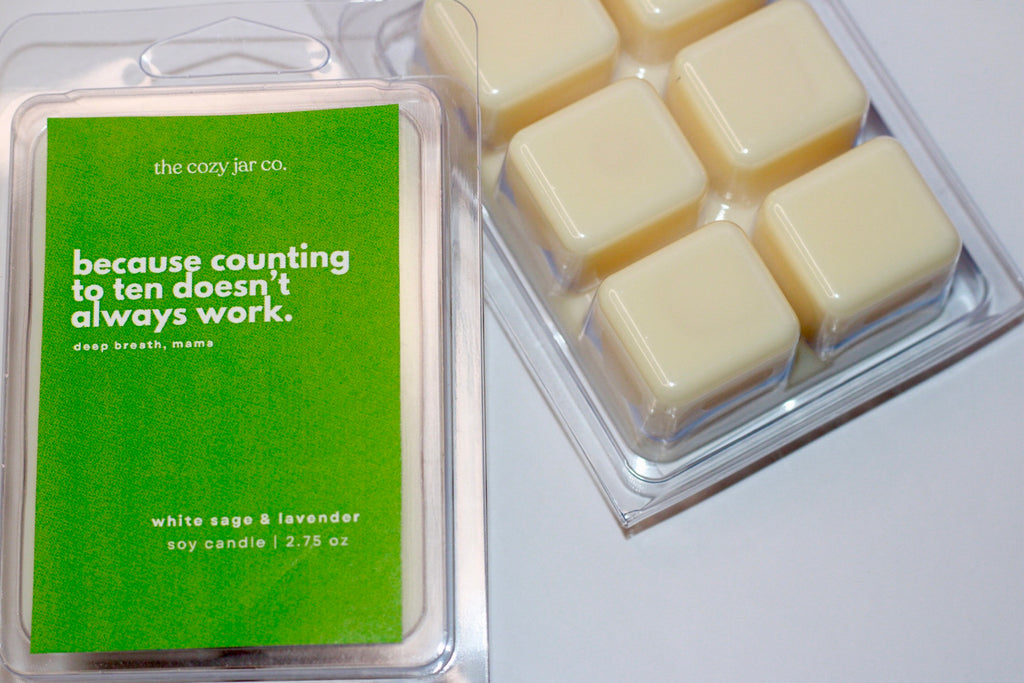 the cozy jar co.
because counting
to ten doesn't
always work.
deep breath, mama
white sage & lavender
soy candle | 2.75 oz